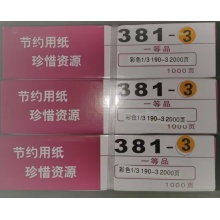 节约用纸
珍惜资源
381-3
一等品
彩色1/3 190-3 2000页
1000页
节约用纸
珍惜资源
381-3
一等品
彩色1/3 190-3 2000页
1000页
节约用纸
珍惜资源
381-3
一等品
彩色1/3 190-3 2000页
1000页